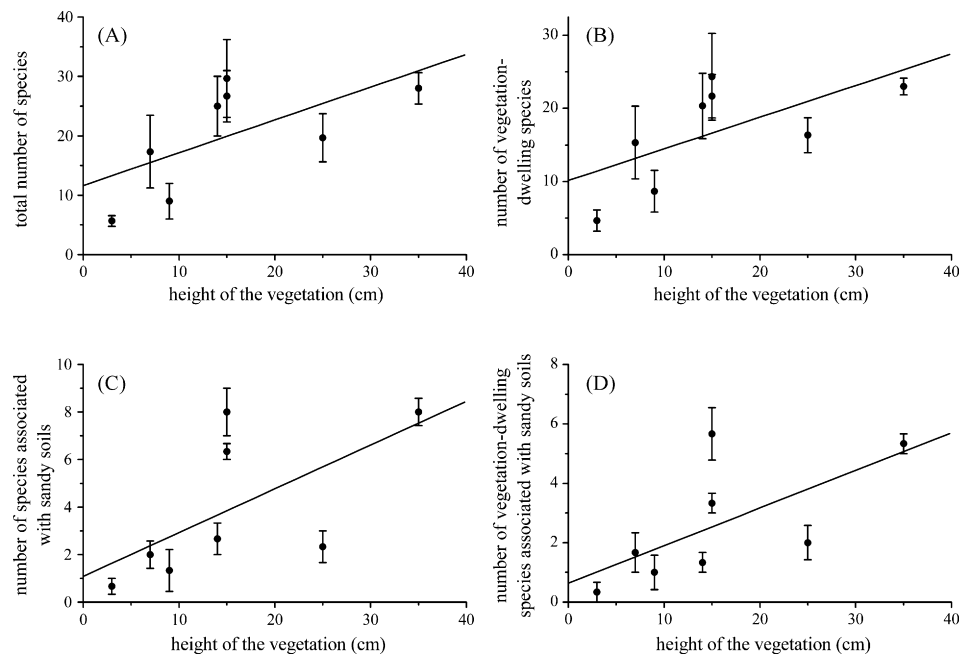 (A)
total number of species
40
30
20
10
0
0 10 20 30 40
height of the vegetation (cm)
(B)
number of vegetation-
dwelling species
30
20
10
0
0 10 20 30 40
height of the vegetation (cm)
(C)
number of species associated
with sandy soils
10
8
6
4
2
0
0 10 20 30 40
height of the vegetation (cm)
(D)
number of vegetation-dwelling
species associated with sandy soils
8
6
4
2
0
0 10 20 30 40
height of the vegetation (cm)